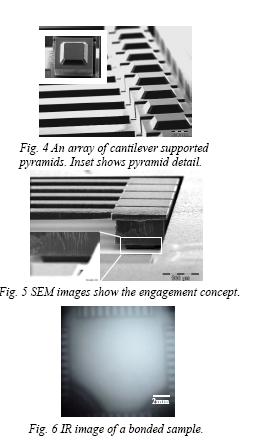 Fig. 4 An array of cantilever supported
pyramids. Inset shows pyramid detail.
Fig. 5 SEM images show the engagement concept.
2mm
Fig. 6 IR image of a bonded sample.